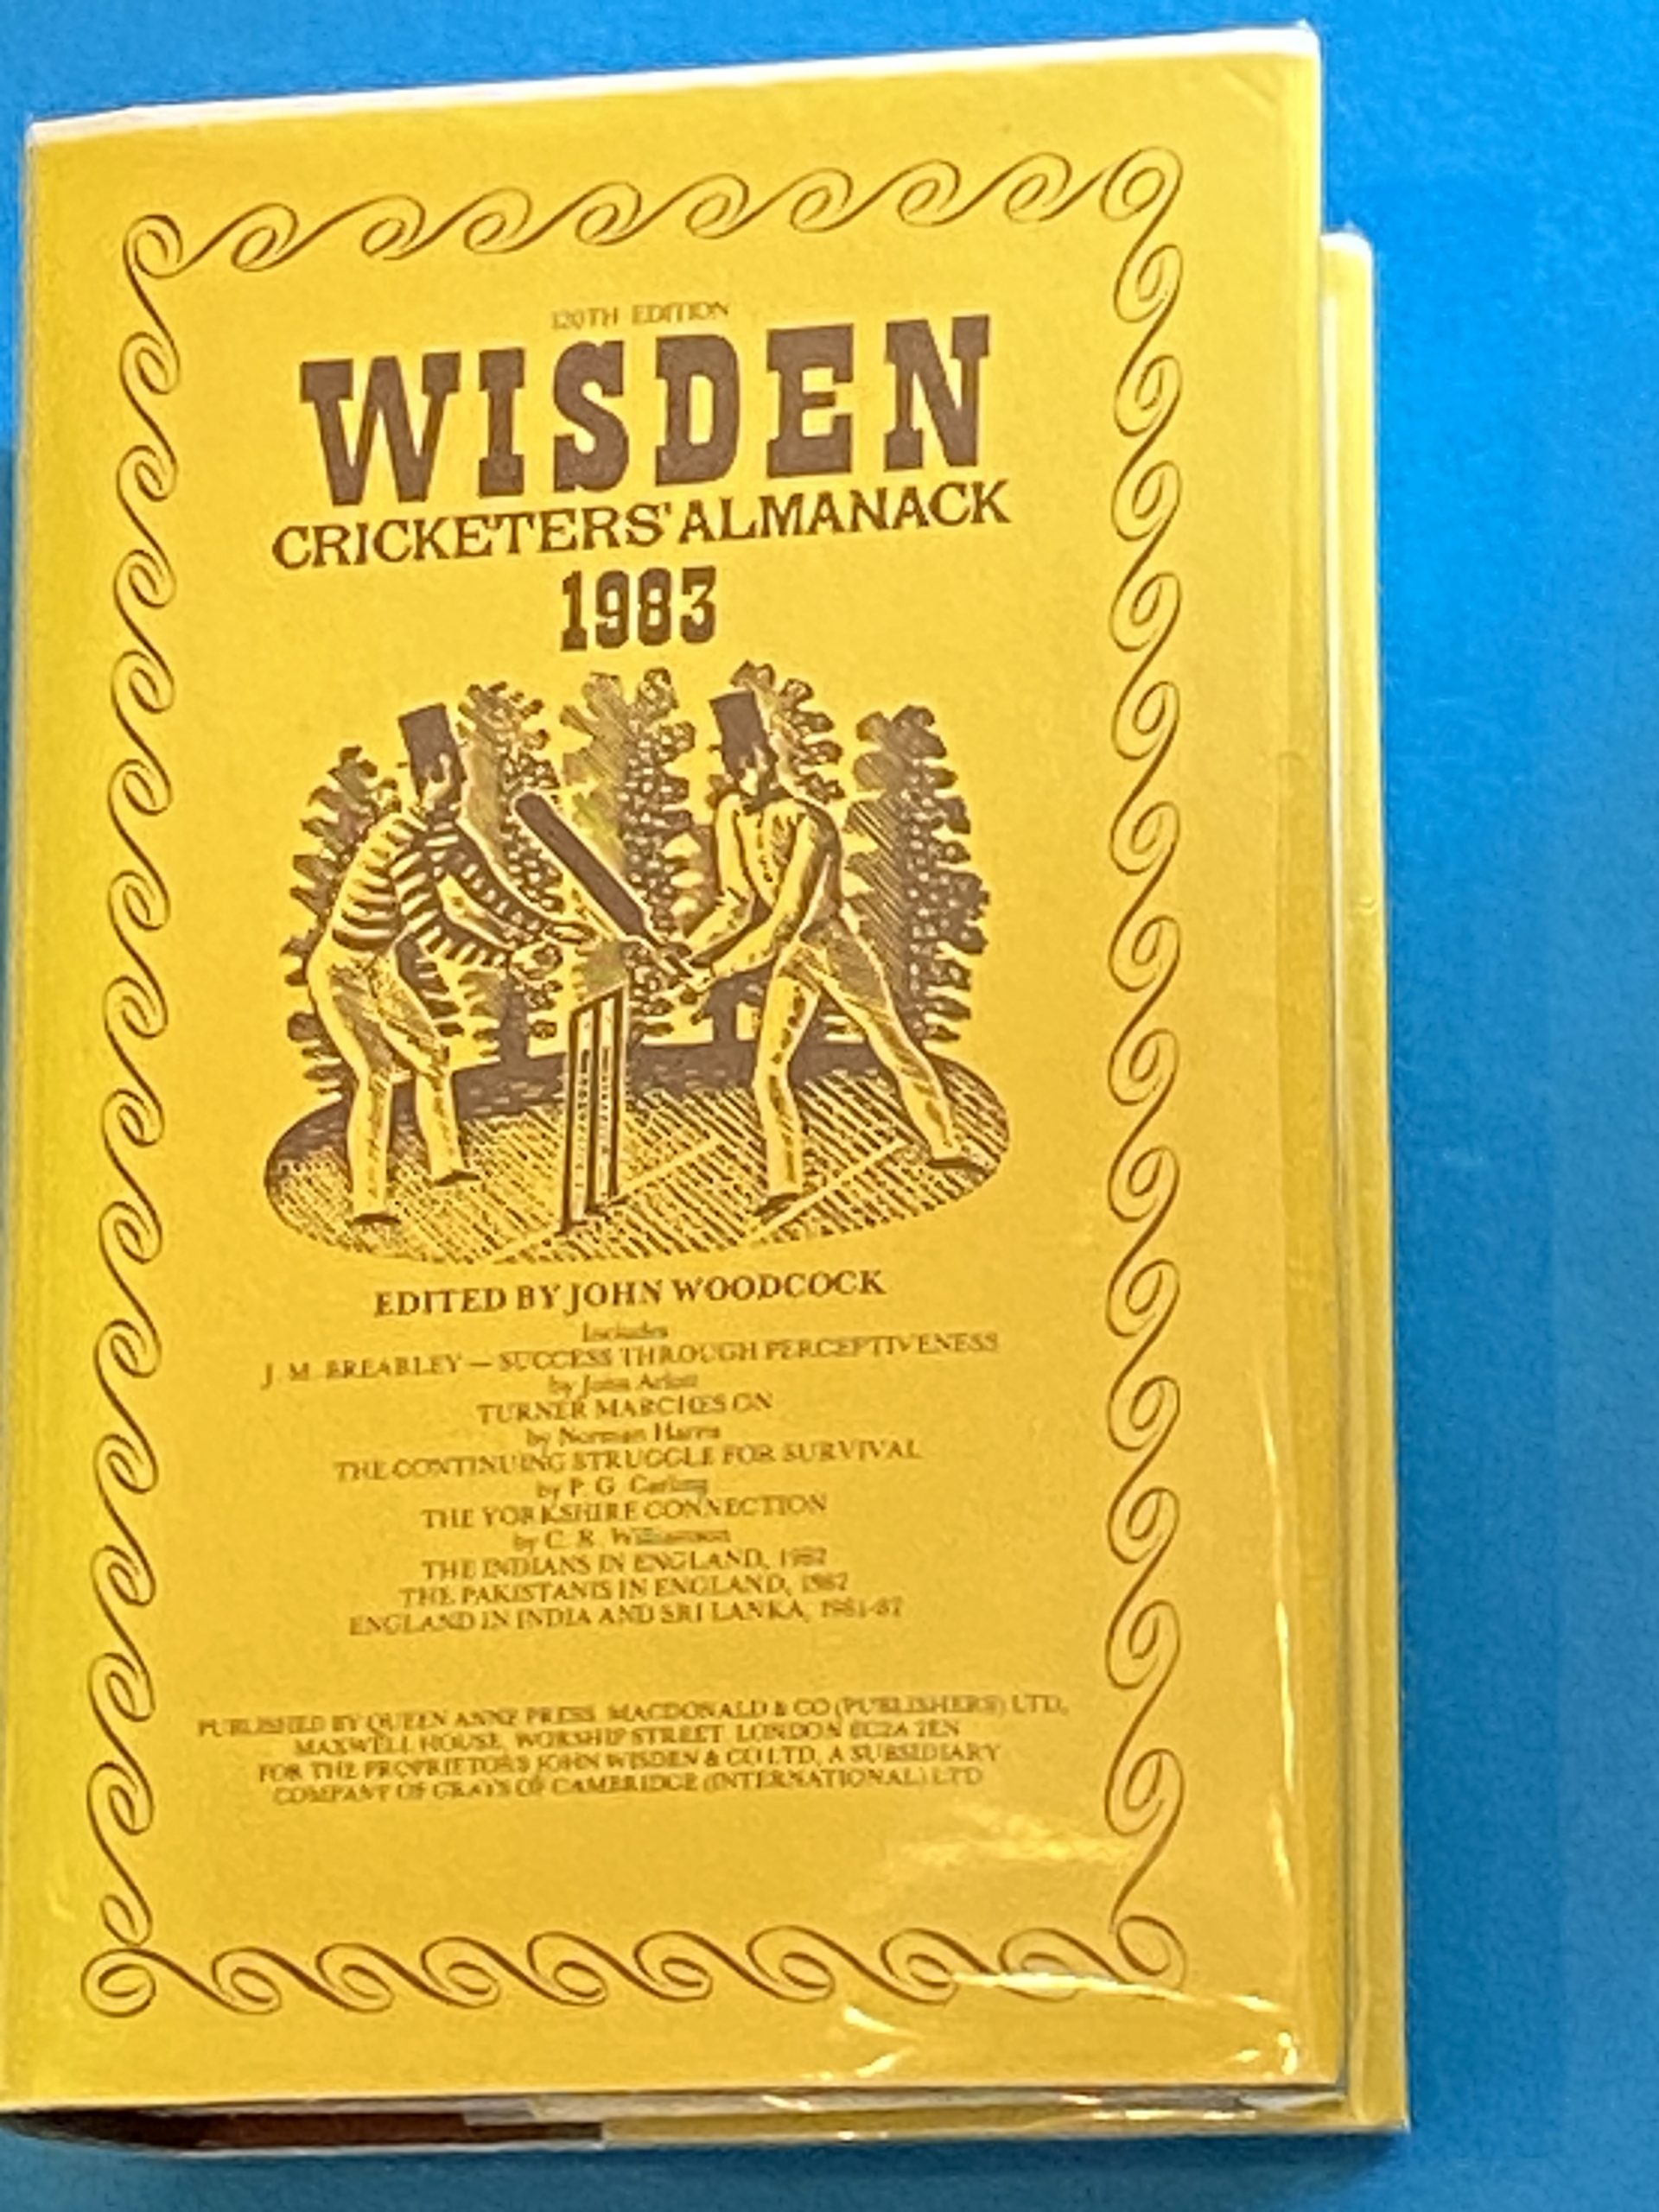 120TH EDITION
WISDEN
CRICKETERS' ALMANACK
1983
EDITED BY JOHN WOODCOCK
Includes
J. M. BREARLEY — SUCCESS THROUGH PERCEPTIVENESS
by John Arlott
TURNER MARCHES ON
by Norman Harris
THE CONTINUING STRUGGLE FOR SURVIVAL
by P. G. Carling
THE YORKSHIRE CONNECTION
by C. R. Williamson
THE INDIANS IN ENGLAND, 1982
THE PAKISTANIS IN ENGLAND, 1982
ENGLAND IN INDIA AND SRI LANKA, 1981-82
PUBLISHED BY QUEEN ANNE PRESS, MACDONALD & CO (PUBLISHERS) LTD,
MAXWELL HOUSE, WORSHIP STREET, LONDON EC2A 2EN
FOR THE PROPRIETORS JOHN WISDEN & CO LTD, A SUBSIDIARY
COMPANY OF GRAYS OF CAMBRIDGE (INTERNATIONAL) LTD